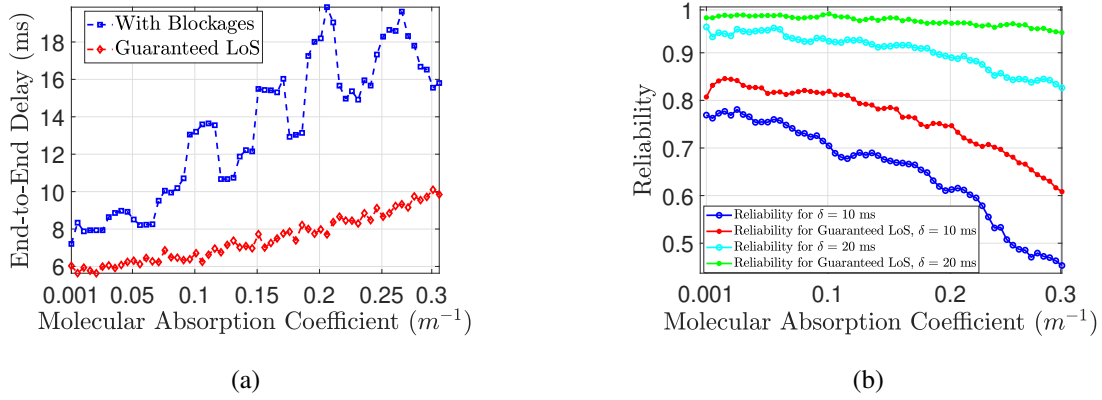 With Blockages
Guaranteed LoS
End-to-End Delay (ms)
18
16
14
12
10
8
6
0.001 0.05 0.1 0.15 0.2 0.25 0.3
Molecular Absorption Coefficient (m⁻¹)
(a)
Reliability
1
0.9
0.8
0.7
0.6
0.5
Reliability for δ = 10 ms
Reliability for Guaranteed LoS, δ = 10 ms
Reliability for δ = 20 ms
Reliability for Guaranteed LoS, δ = 20 ms
0.001 0.1 0.2 0.3
Molecular Absorption Coefficient (m⁻¹)
(b)